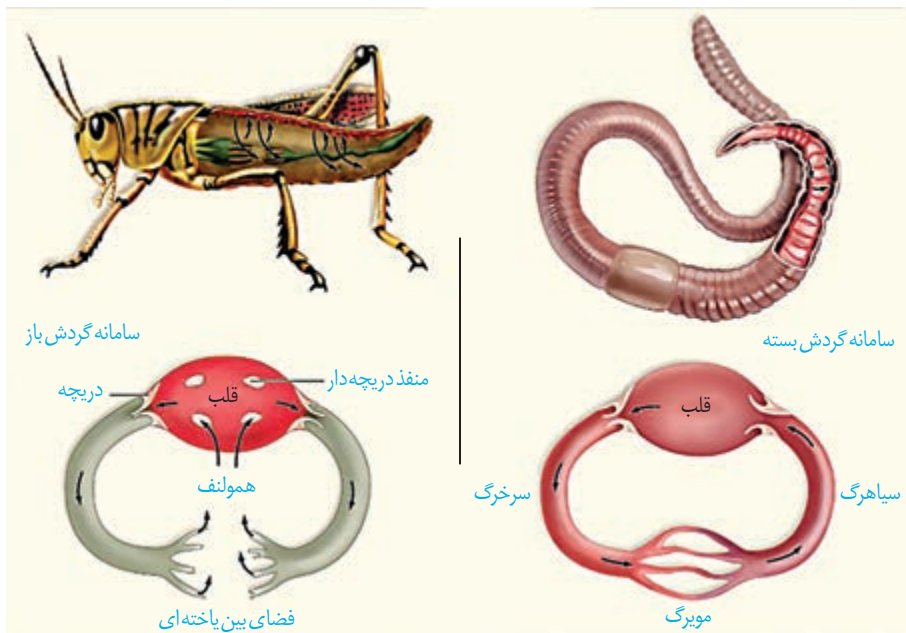 سامانه گردش بسته
قلب
سیاهرگ
سرخرگ
مویرگ
سامانه گردش باز
منفذ دریچه‌دار
قلب
دریچه
همولنف
فضای بین یاخته‌ای